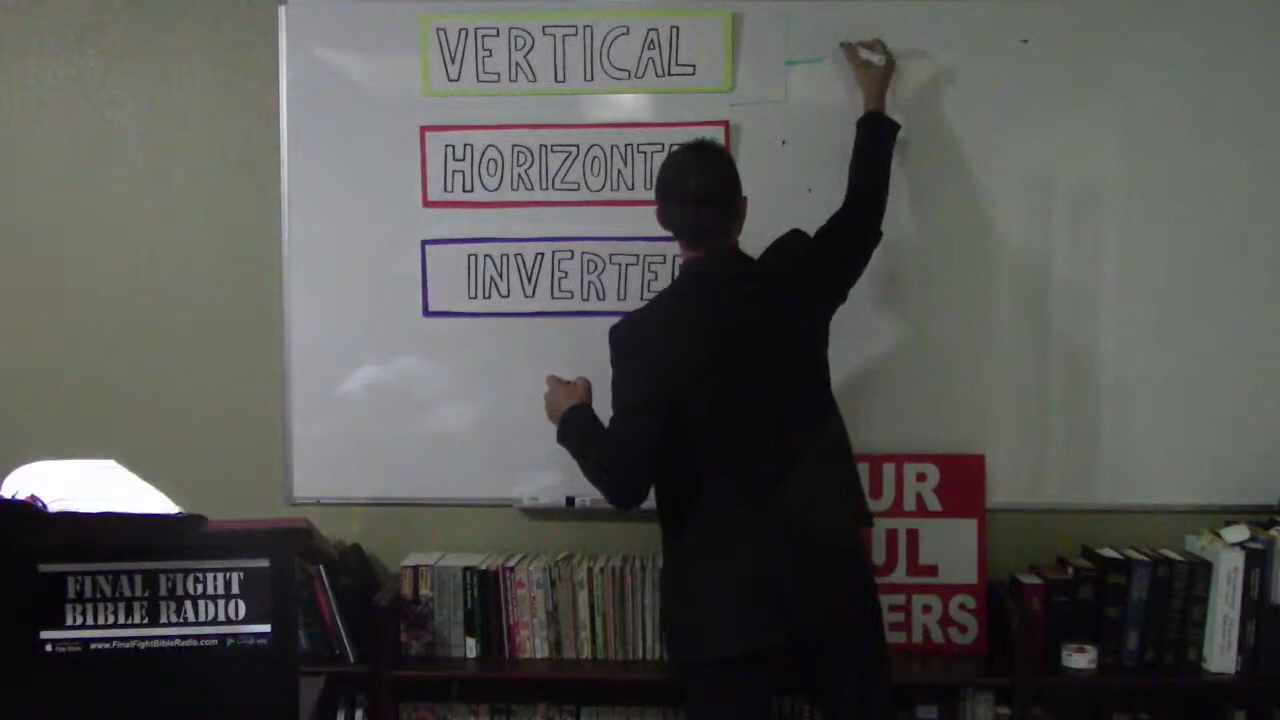 VERTICAL
HORIZONT
INVERTE
UR
UL
ERS
FINAL FIGHT
BIBLE RADIO
www.FinalFightBibleRadio.com